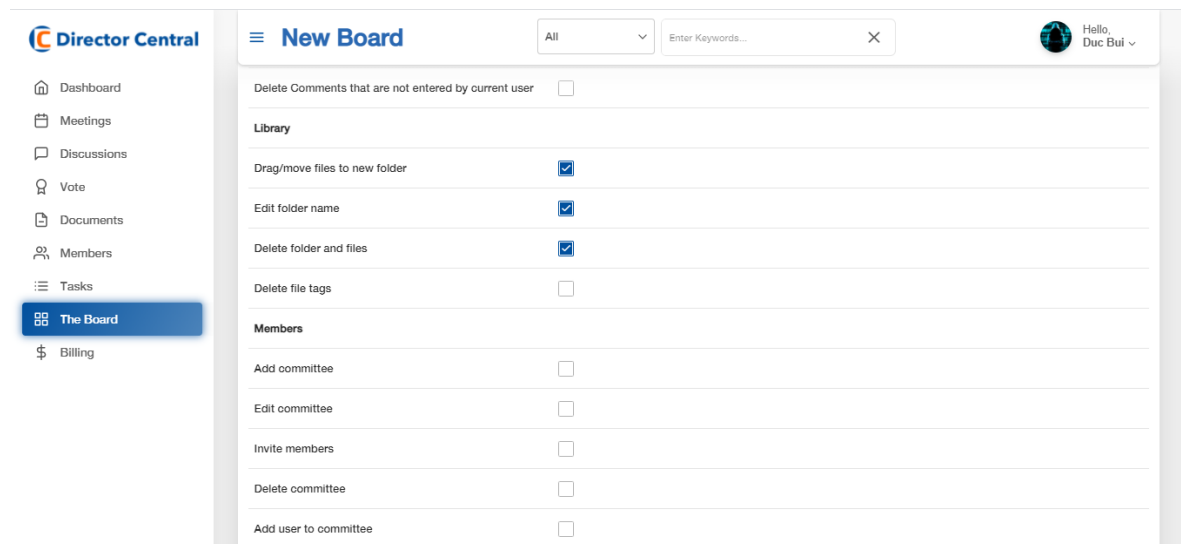 Director Central
New Board
All
Enter Keywords...
Hello,
Duc Bui
Dashboard
Meetings
Discussions
Vote
Documents
Members
Tasks
The Board
Billing
Delete Comments that are not entered by current user
Library
Drag/move files to new folder
Edit folder name
Delete folder and files
Delete file tags
Members
Add committee
Edit committee
Invite members
Delete committee
Add user to committee